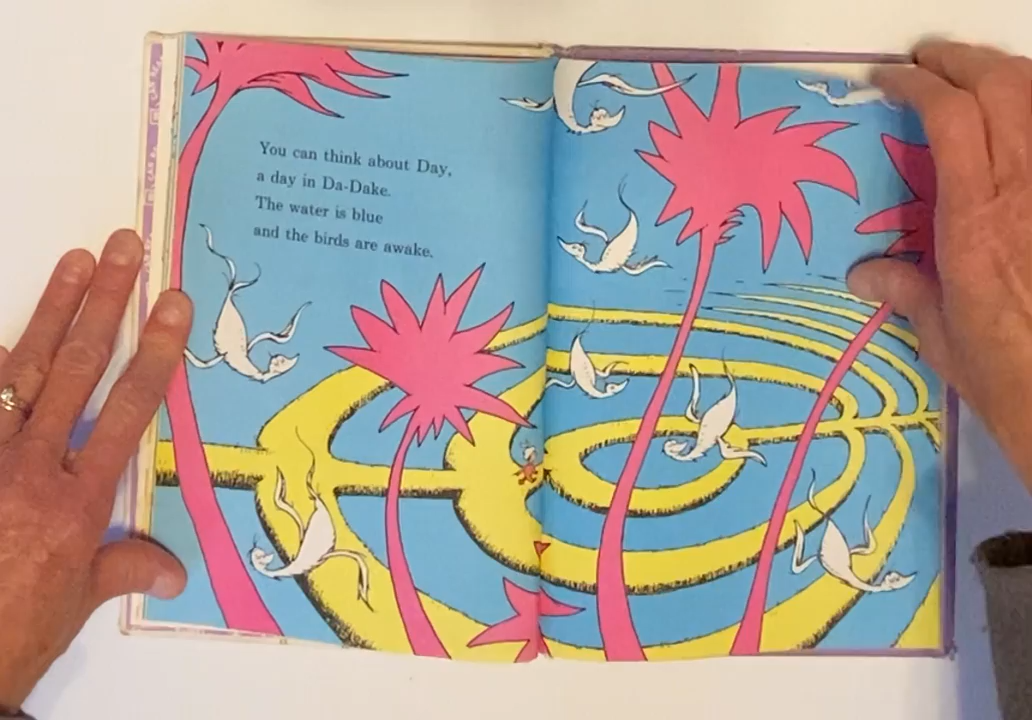 You can think about Day,
a day in Da-Dake.
The water is blue
and the birds are awake.